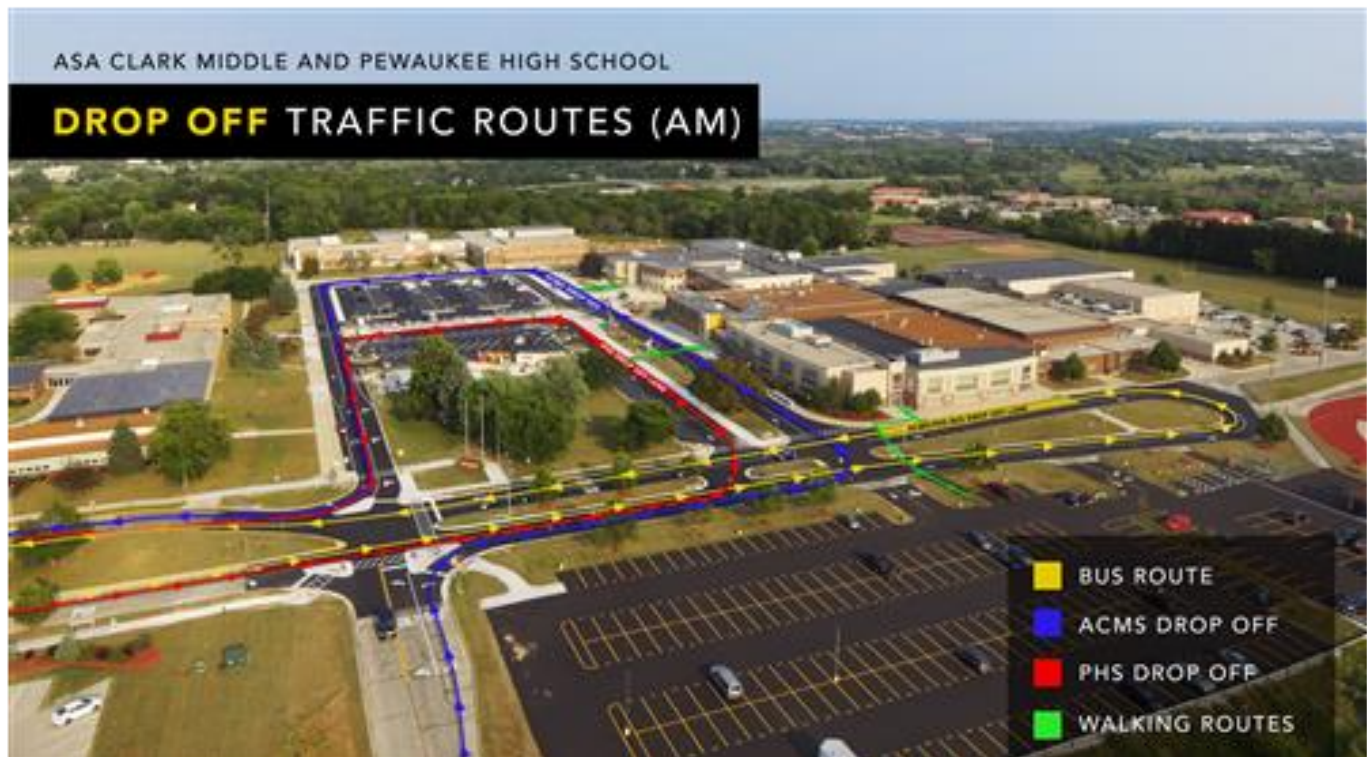 ASA CLARK MIDDLE AND PEWAUKEE HIGH SCHOOL
DROP OFF TRAFFIC ROUTES (AM)
BUS ROUTE
ACMS DROP OFF
PHS DROP OFF
WALKING ROUTES